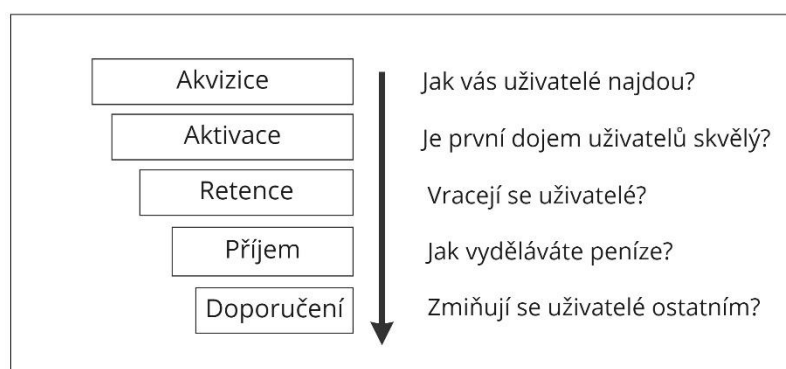 Akvizice
Jak vás uživatelé najdou?
Aktivace
Je první dojem uživatelů skvělý?
Retence
Vracejí se uživatelé?
Příjem
Jak vyděláváte peníze?
Doporučení
Zmiňují se uživatelé ostatním?